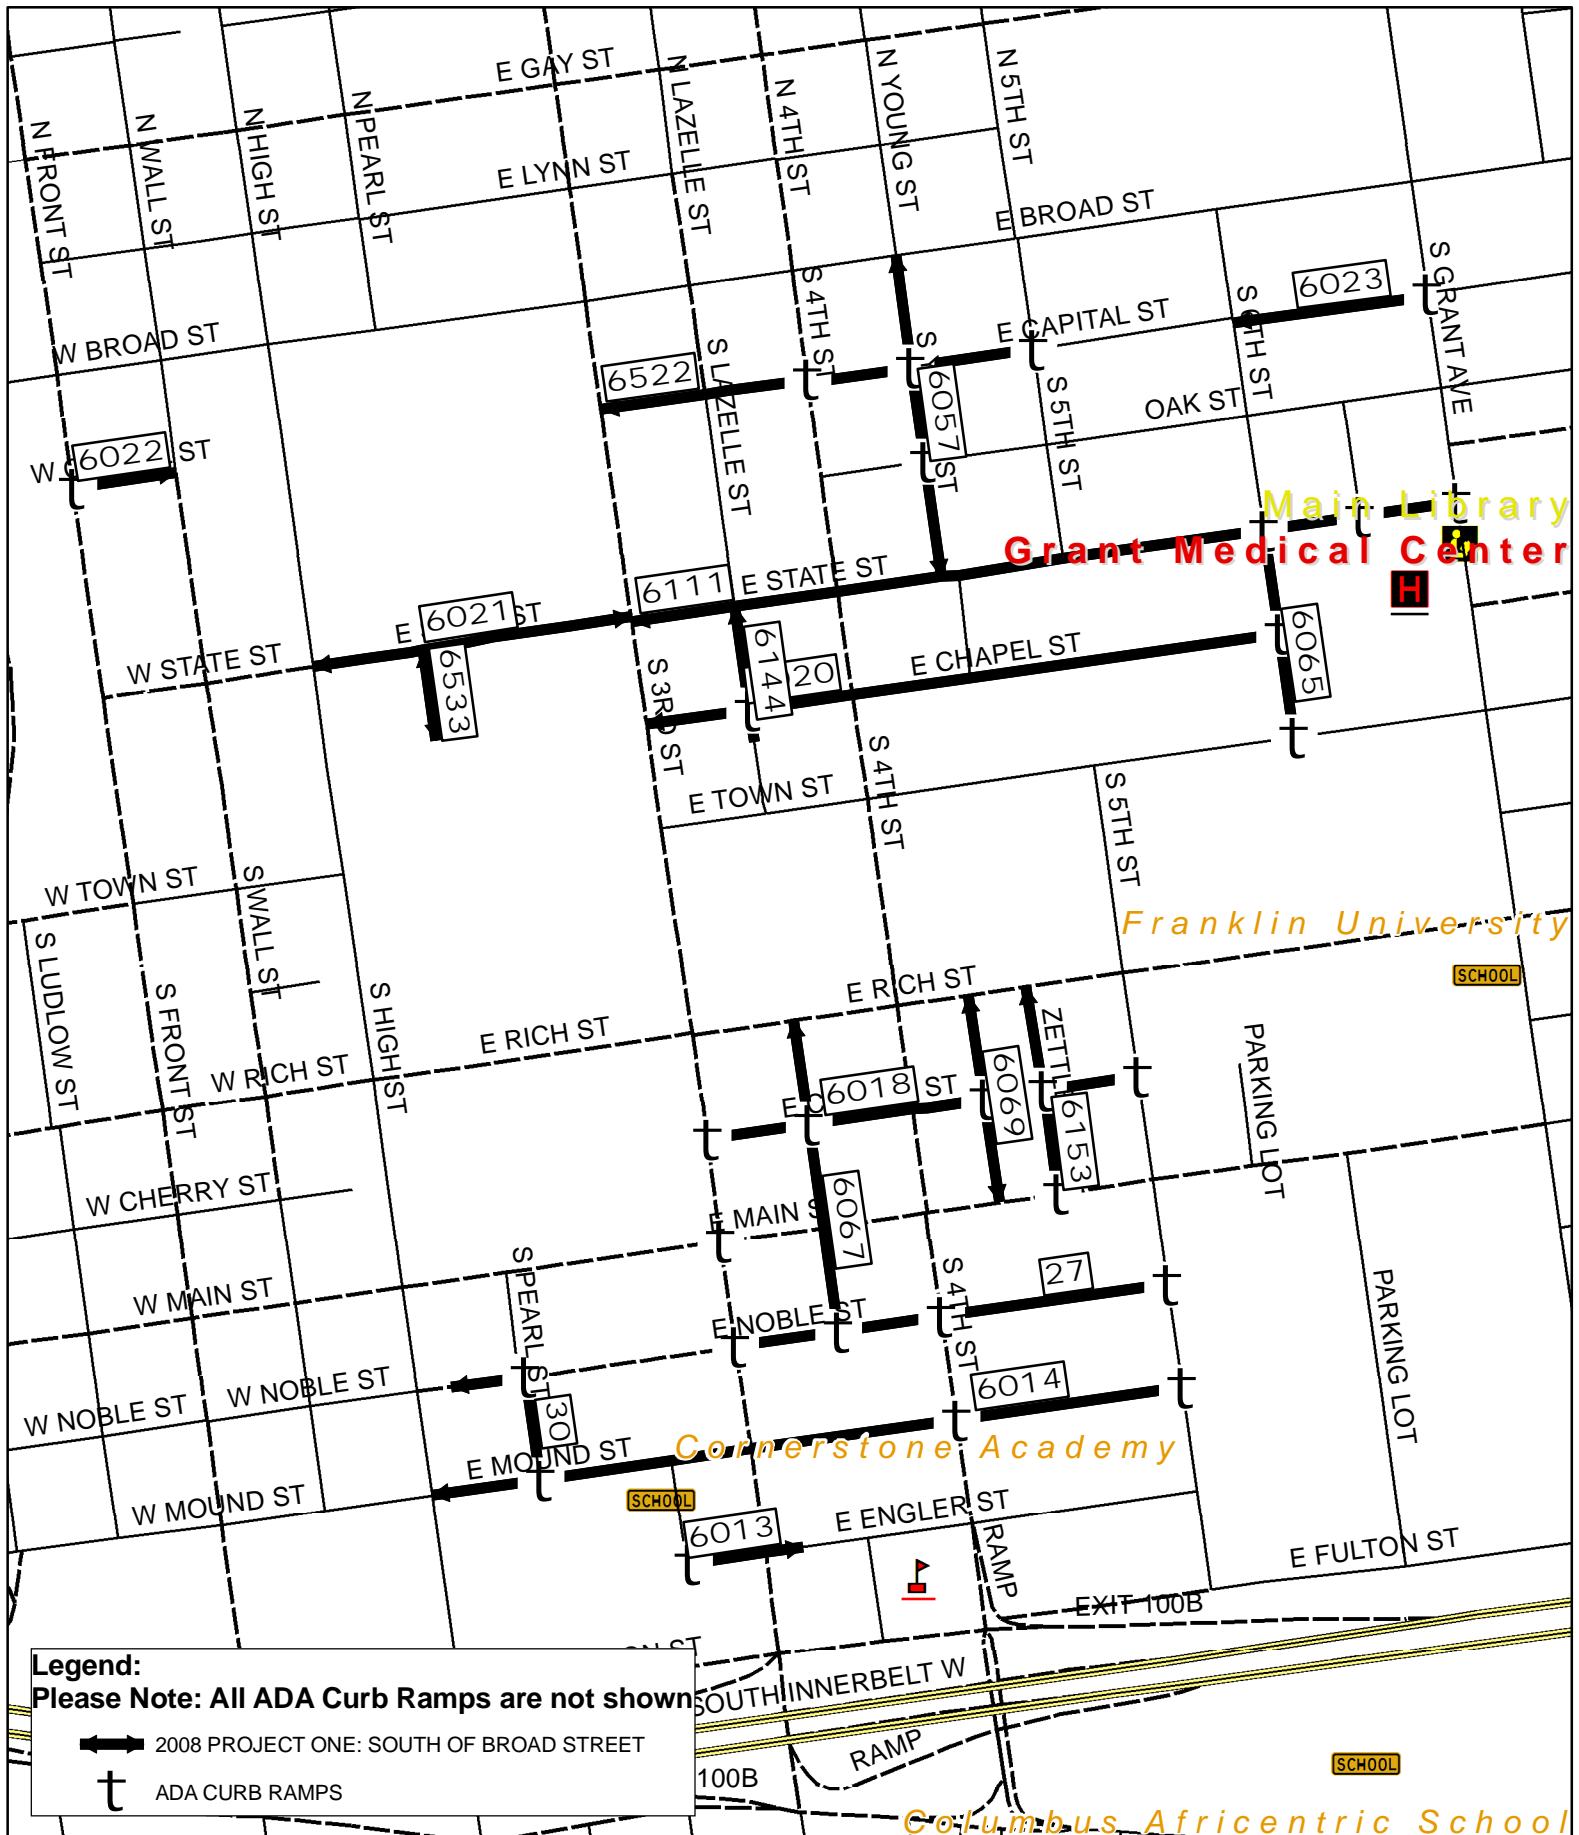 E GAY ST
N LAZELLE ST
N 4TH ST
N YOUNG ST
N 5TH ST
N FRONT ST
N WALL ST
N HIGH ST
N PEARL ST
E LYNN ST
E BROAD ST
W BROAD ST
S 4TH ST
E CAPITAL ST
6023
S GRANT AVE
S LAZELLE ST
6522
6057
S 5TH ST
OAK ST
6022
W
ST
Main Library
Grant Medical Center
H
6111
E STATE ST
6021
E
ST
W STATE ST
6533
S 3RD ST
6144
20
E CHAPEL ST
6065
E TOWN ST
S 4TH ST
S 5TH ST
W TOWN ST
S WALL ST
S LUDLOW ST
S FRONT ST
S HIGH ST
Franklin University
SCHOOL
E RICH ST
E RICH ST
W RICH ST
6018
ST
6069
6153
PARKING LOT
W CHERRY ST
E MAIN
6067
W MAIN ST
S PEARL ST
E NOBLE ST
S 4TH ST
27
PARKING LOT
W NOBLE ST
W NOBLE ST
30
6014
E MOUND ST
Cornerstone Academy
W MOUND ST
SCHOOL
6013
E ENGLER ST
RAMP
E FULTON ST
EXIT 100B
SOUTH INNERBELT W
RAMP
100B
SCHOOL
Columbus Africentric School
Legend:
Please Note: All ADA Curb Ramps are not shown
2008 PROJECT ONE: SOUTH OF BROAD STREET
ADA CURB RAMPS